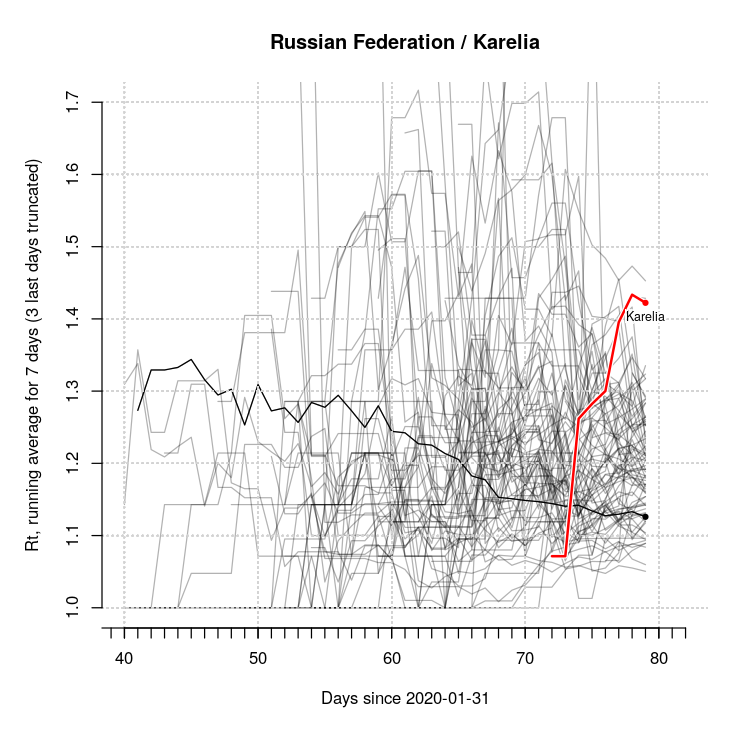 Russian Federation / Karelia
Rt, running average for 7 days (3 last days truncated)
1.7
1.6
1.5
1.4
1.3
1.2
1.1
1.0
Karelia
40 50 60 70 80
Days since 2020-01-31